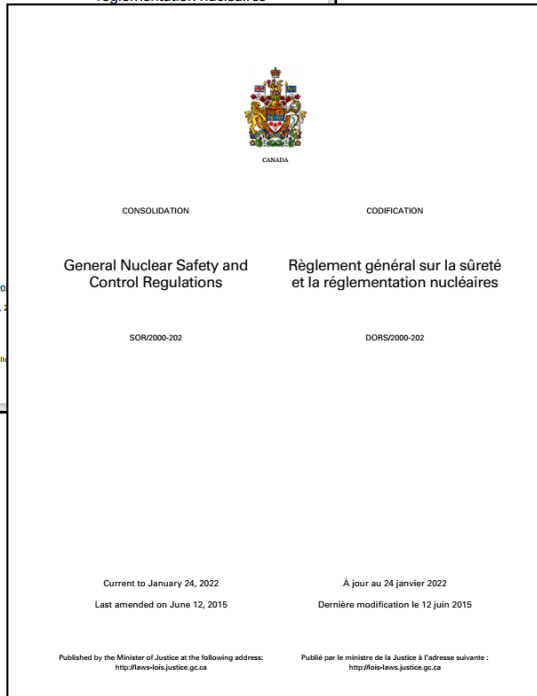 réglementation nucléaires
CANADA
CONSOLIDATION
CODIFICATION
General Nuclear Safety and
Control Regulations
Règlement général sur la sûreté
et la réglementation nucléaires
SOR/2000-202
DORS/2000-202
Current to January 24, 2022
Last amended on June 12, 2015
À jour au 24 janvier 2022
Dernière modification le 12 juin 2015
Published by the Minister of Justice at the following address:
http://laws-lois.justice.gc.ca
Publié par le ministre de la Justice à l'adresse suivante :
http://lois-laws.justice.gc.ca